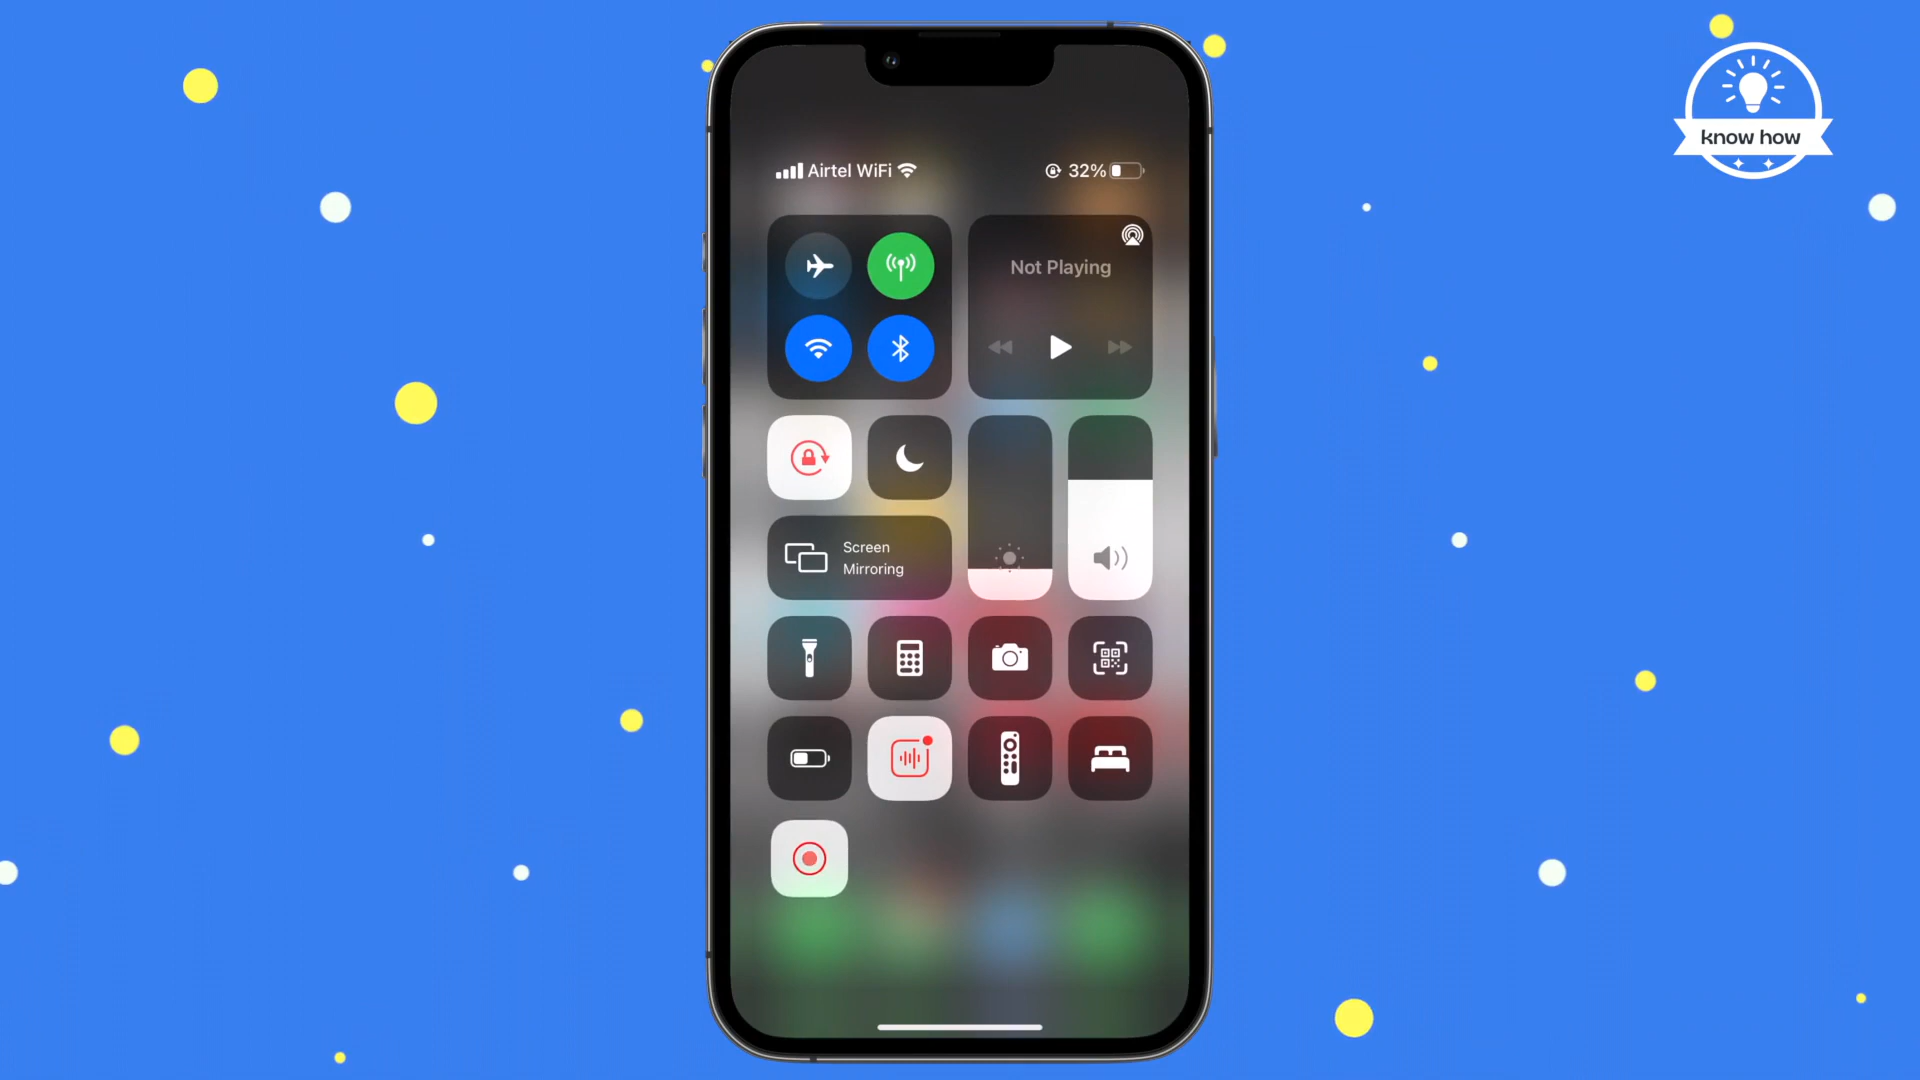 know how
Airtel WiFi
32%
Not Playing
Screen
Mirroring